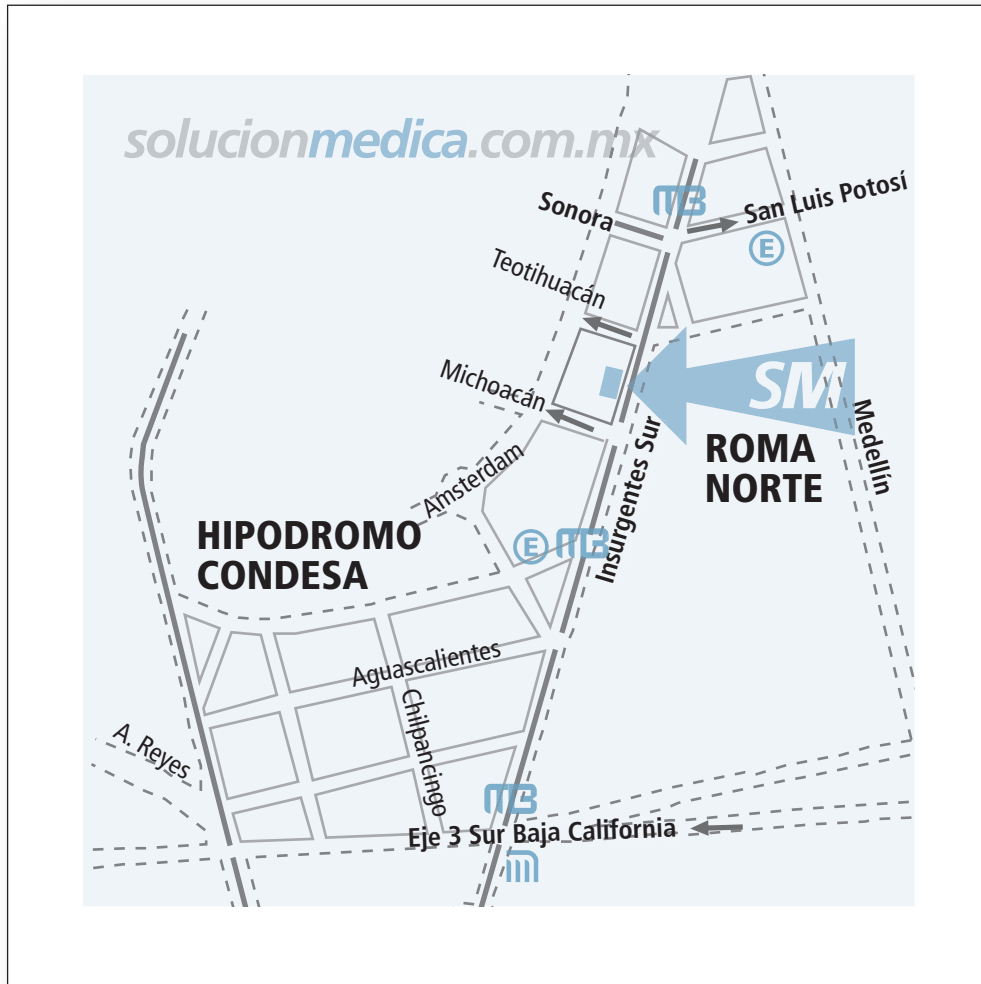 solucionmedica.com.mx
Sonora
San Luis Potosí
E
Teotihuacán
Michoacán
SM
Medellín
ROMA
NORTE
Amsterdam
Insurgentes Sur
HIPODROMO
CONDESA
E
Aguascalientes
Chilpancingo
A. Reyes
Eje 3 Sur Baja California